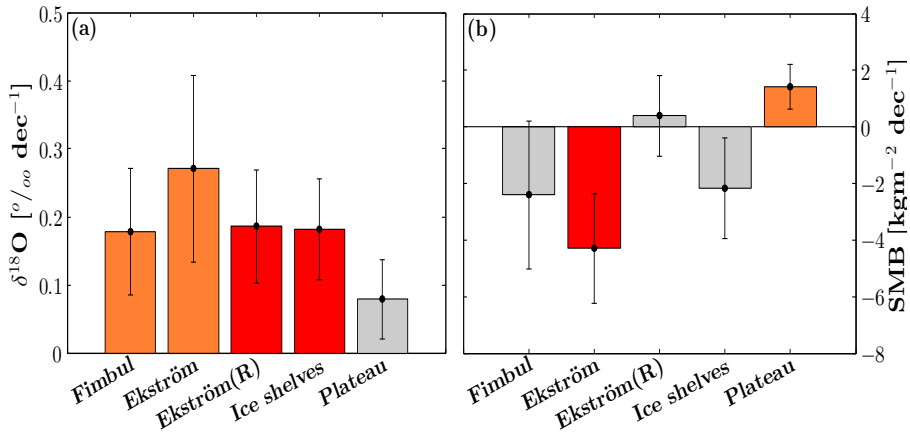 (a)
δ¹⁸O [º/ₒₒ dec⁻¹]
0.5
0.4
0.3
0.2
0.1
0
Fimbul
Ekström
Ekström(R)
Ice shelves
Plateau
(b)
SMB [kgm⁻² dec⁻¹]
4
2
0
−2
−4
−6
−8
Fimbul
Ekström
Ekström(R)
Ice shelves
Plateau